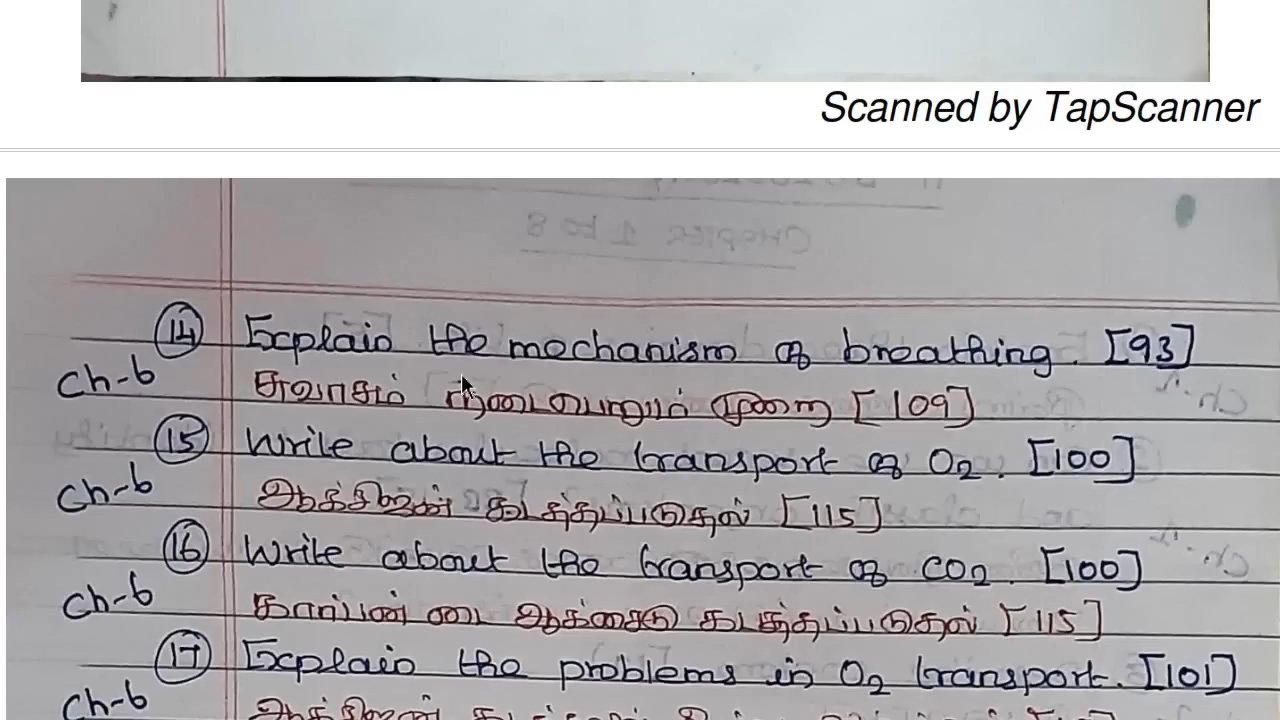 Scanned by TapScanner
CHAPTER 1 to 8
14 Explain the mechanism of breathing. [93]
Ch-6 சுவாசம் நடைபெறும் முறை [109]
15 Write about the transport of O2. [100]
Ch-6 ஆக்சிஜன் கடத்தப்படுதல் [115]
16 Write about the transport of CO2. [100]
Ch-6 கார்பன் டை ஆக்சைடு கடத்தப்படுதல் [115]
17 Explain the problems in O2 transport. [101]
Ch-6 ஆக்சிஜன்